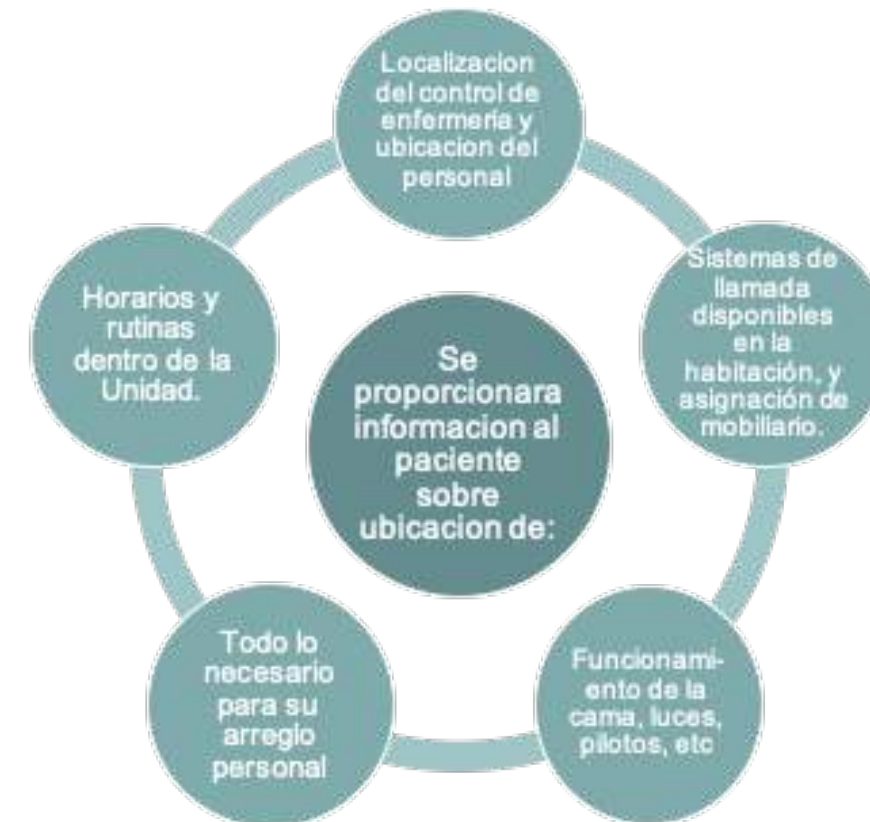 Localizacion
del control de
enfermería y
ubicacion del
personal
Sistemas de
llamada
disponibles
en la
habitación, y
asignación de
mobiliario.
Funcionami-
ento de la
cama, luces,
pilotos, etc
Todo lo
necesario
para su
arreglo
personal
Horarios y
rutinas
dentro de la
Unidad.
Se
proporcionara
informacion al
paciente
sobre
ubicacion de: